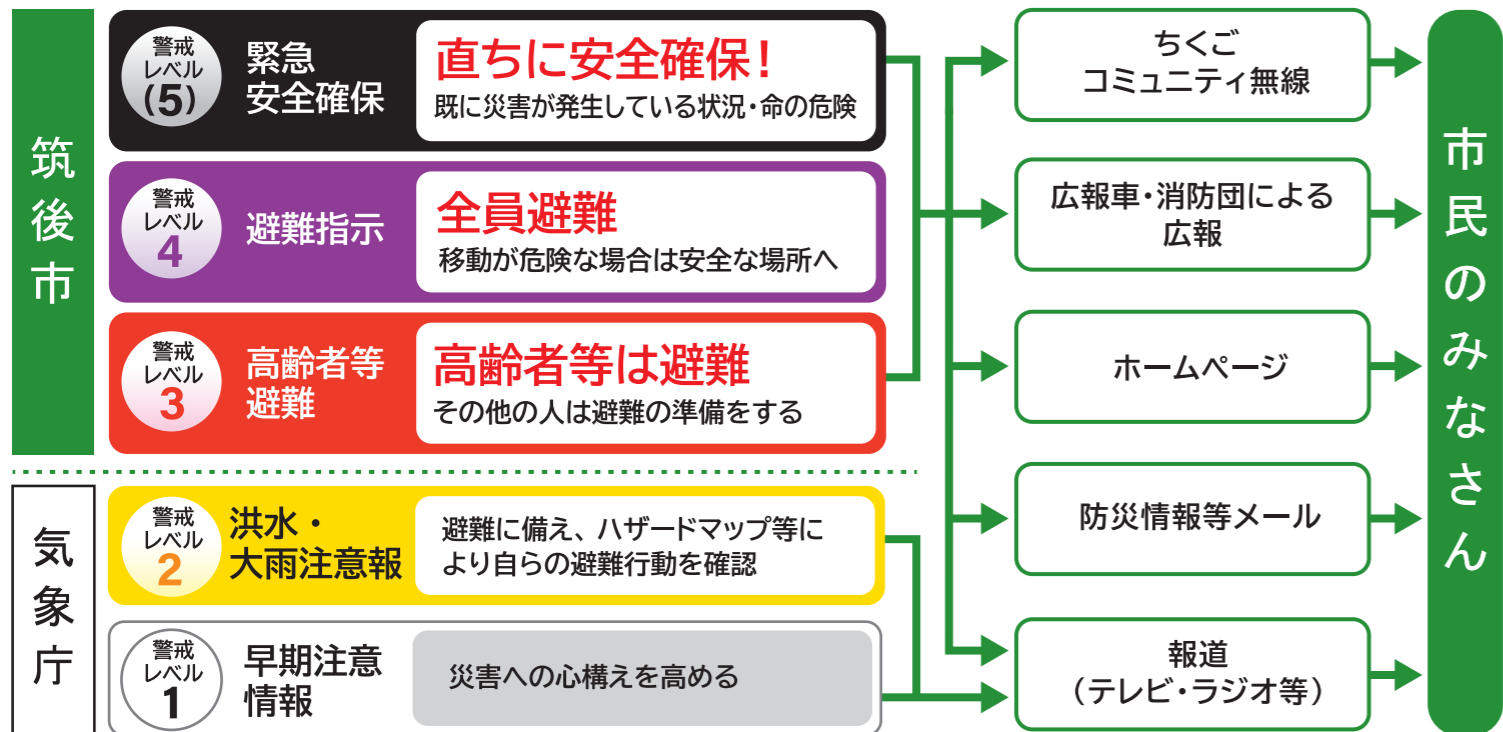 筑後市
警戒
レベル
(5)
緊急
安全確保
直ちに安全確保！
既に災害が発生している状況・命の危険
警戒
レベル
4
避難指示
全員避難
移動が危険な場合は安全な場所へ
警戒
レベル
3
高齢者等
避難
高齢者等は避難
その他の人は避難の準備をする
気象庁
警戒
レベル
2
洪水・
大雨注意報
避難に備え、ハザードマップ等に
より自らの避難行動を確認
警戒
レベル
1
早期注意
情報
災害への心構えを高める
ちくご
コミュニティ無線
広報車・消防団による
広報
ホームページ
防災情報等メール
報道
（テレビ・ラジオ等）
市民のみなさん